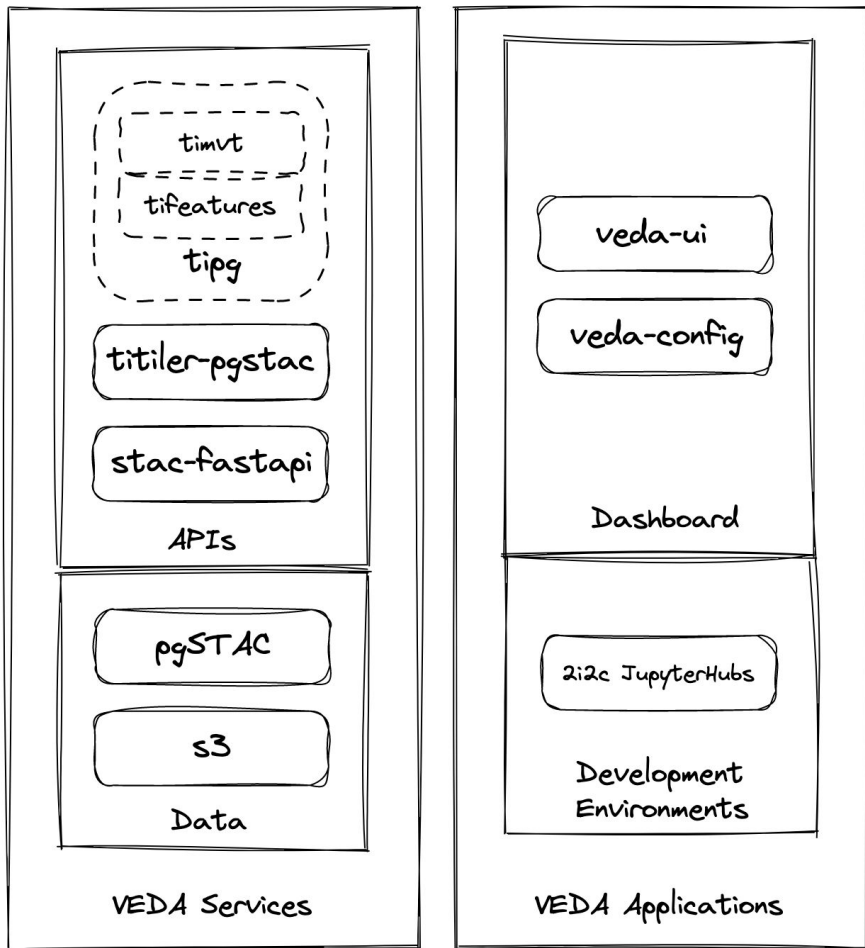 timvt
tifeatures
tipg
titiler-pgstac
stac-fastapi
APIs
pgSTAC
s3
Data
VEDA Services
veda-ui
veda-config
Dashboard
2i2c JupyterHubs
Development
Environments
VEDA Applications